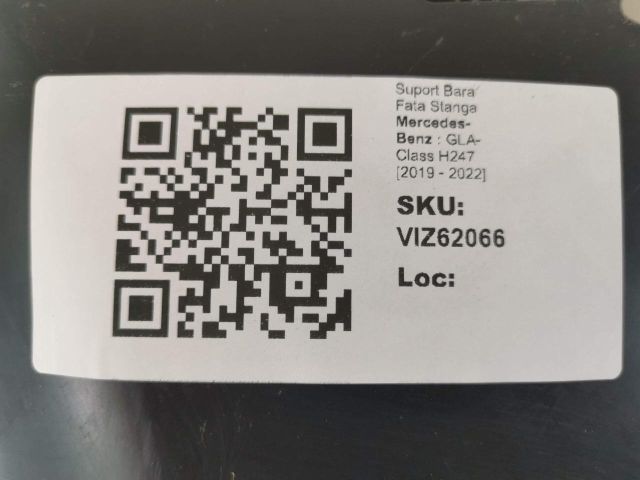 Suport Bara
Fata Stanga
Mercedes-
Benz : GLA-
Class H247
[2019 - 2022]
SKU:
VIZ62066
Loc: